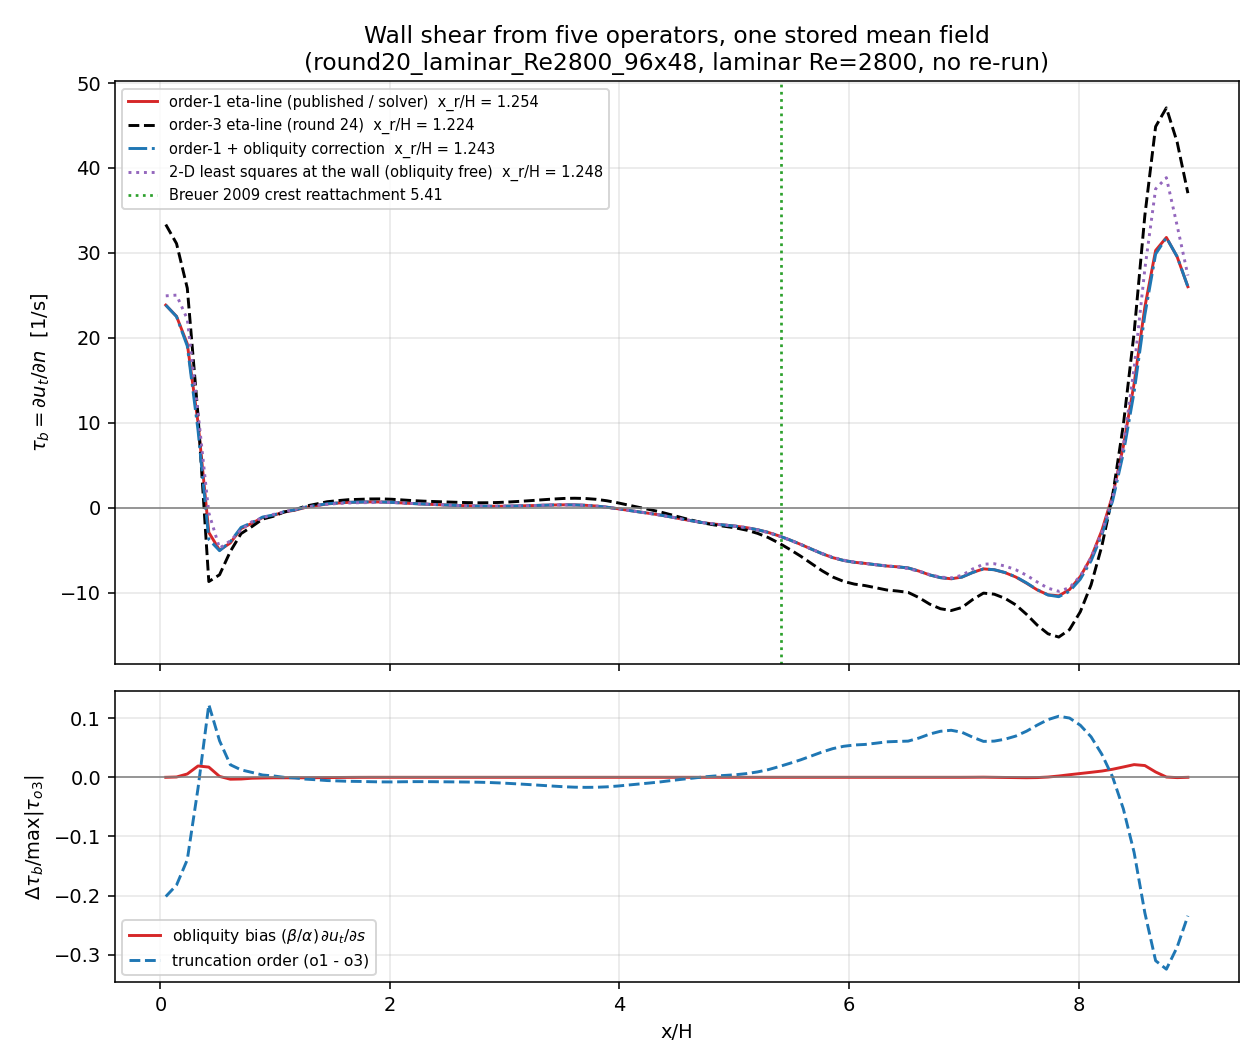 Wall shear from five operators, one stored mean field
(round20_laminar_Re2800_96x48, laminar Re=2800, no re-run)
50
40
30
20
10
0
−10
τ_b = ∂u_t/∂n [1/s]
order-1 eta-line (published / solver) x_r/H = 1.254
order-3 eta-line (round 24) x_r/H = 1.224
order-1 + obliquity correction x_r/H = 1.243
2-D least squares at the wall (obliquity free) x_r/H = 1.248
Breuer 2009 crest reattachment 5.41
0.1
0.0
−0.1
−0.2
−0.3
Δτ_b/max|τ_o3|
obliquity bias (β/α) ∂u_t/∂s
truncation order (o1 - o3)
0 2 4 6 8
x/H